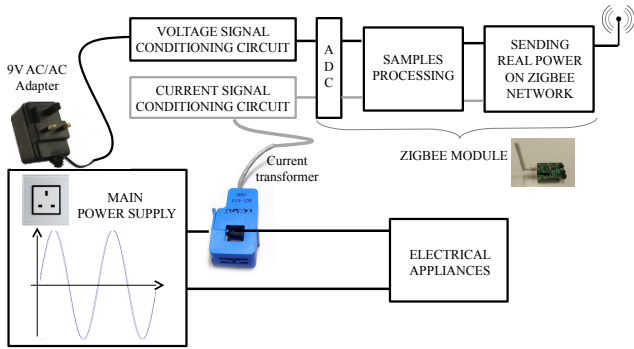 VOLTAGE SIGNAL
CONDITIONING CIRCUIT
A
D
C
SAMPLES
PROCESSING
SENDING
REAL POWER
ON ZIGBEE
NETWORK
9V AC/AC
Adapter
CURRENT SIGNAL
CONDITIONING CIRCUIT
Current
transformer
ZIGBEE MODULE
MAIN
POWER SUPPLY
ELECTRICAL
APPLIANCES